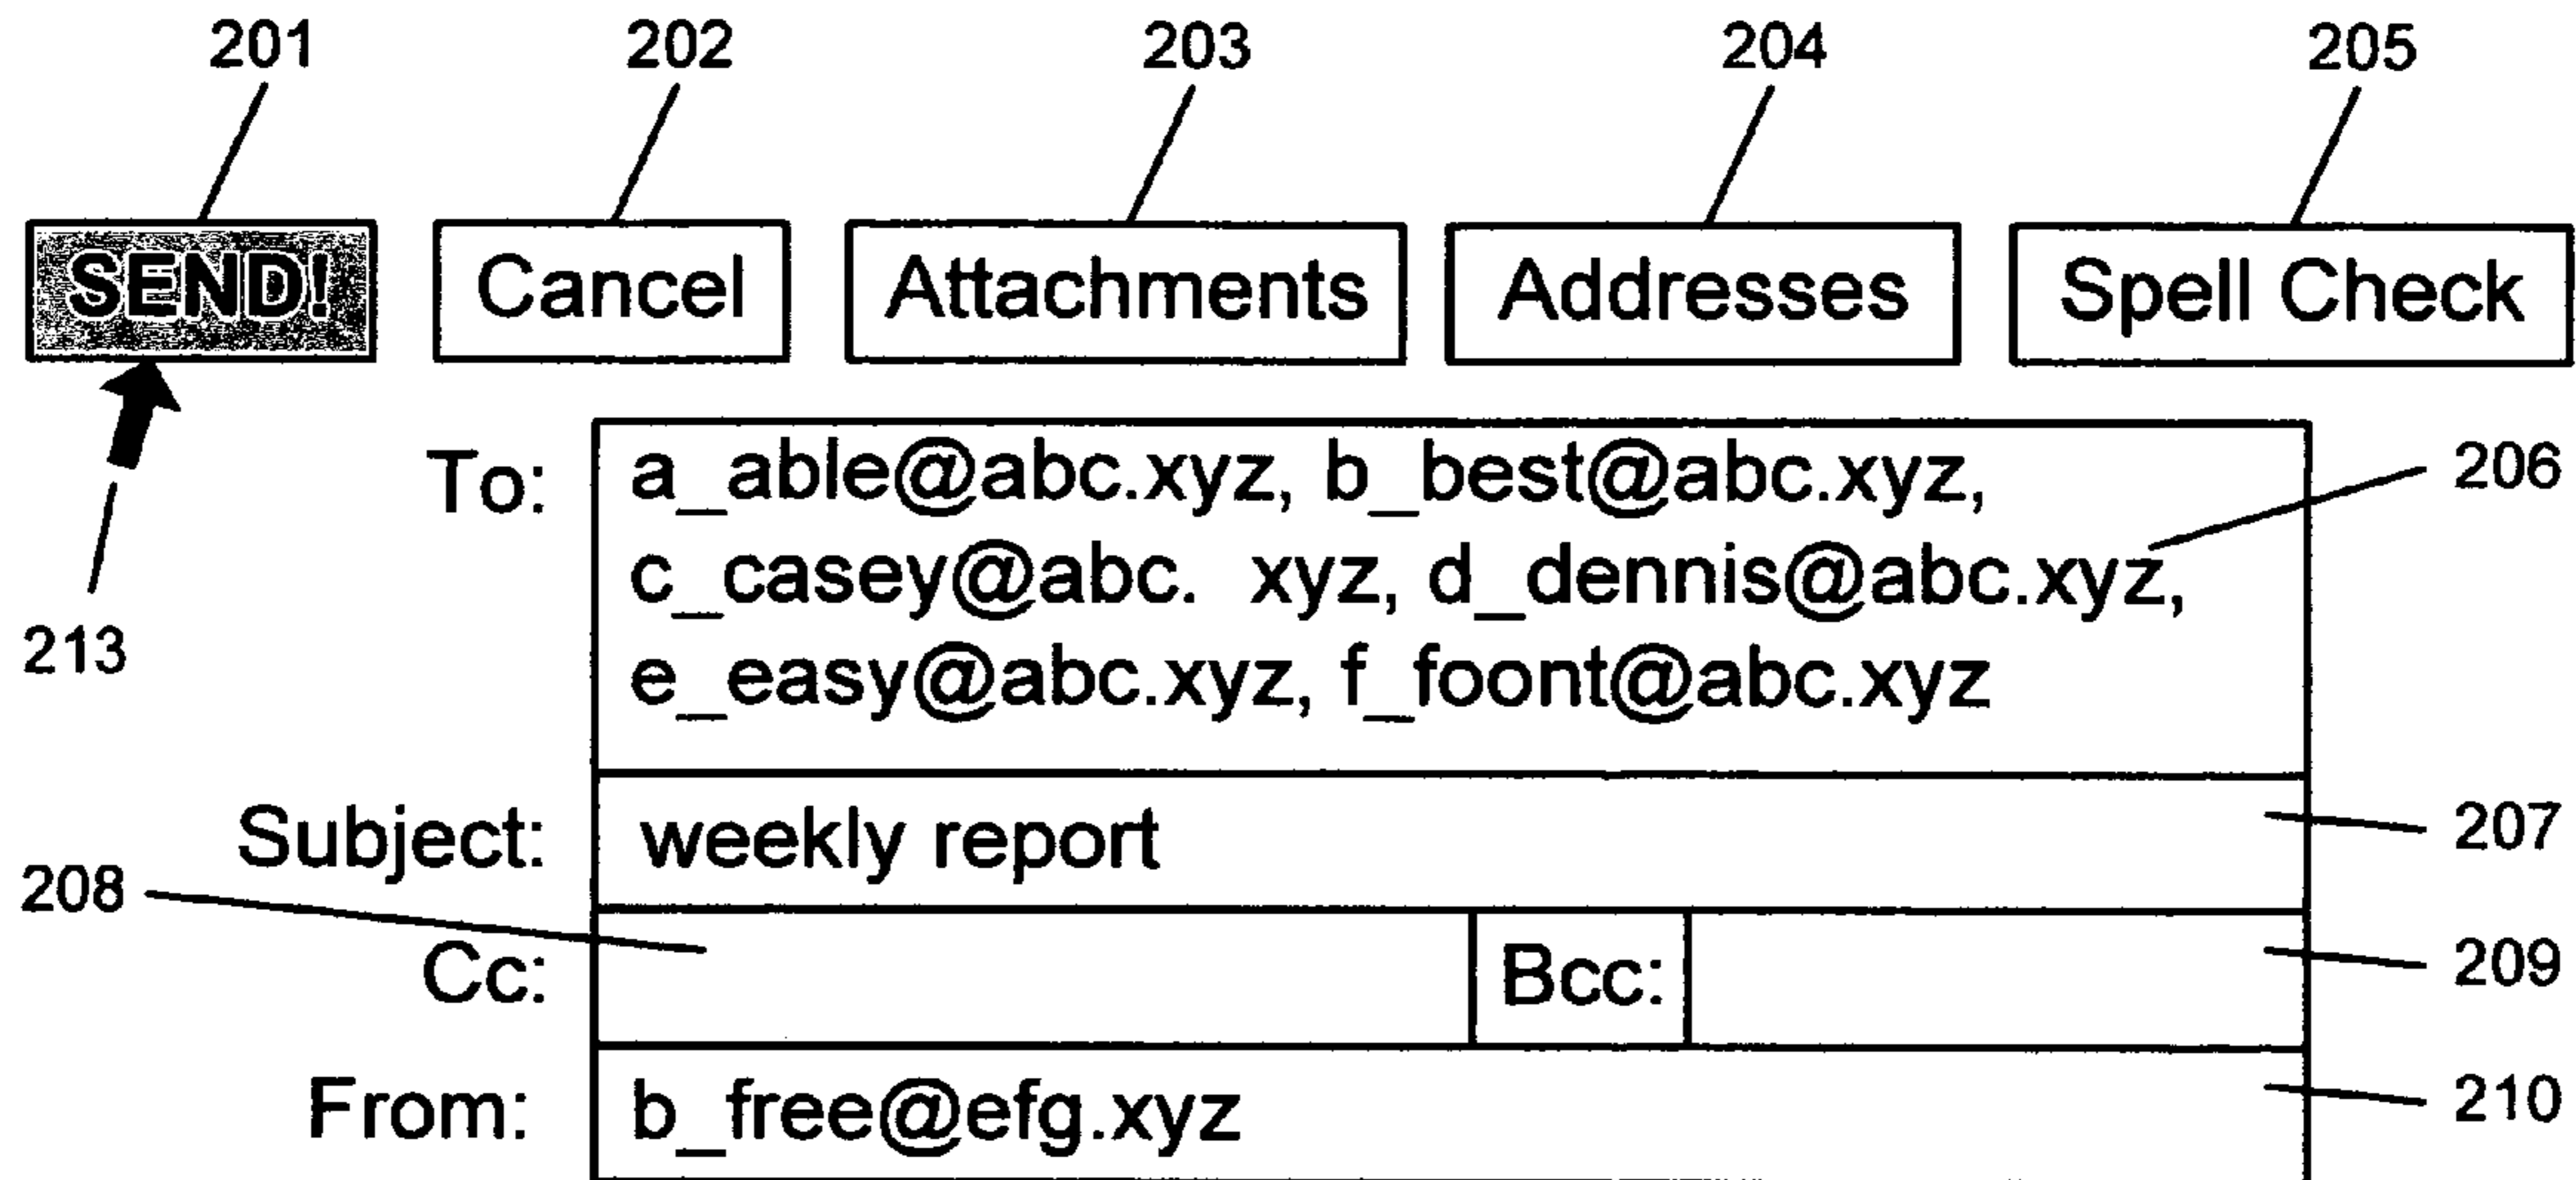 201 202 203 204 205
SEND! Cancel Attachments Addresses Spell Check
To: a_able@abc.xyz, b_best@abc.xyz, 206
c_casey@abc.  xyz, d_dennis@abc.xyz,
213 e_easy@abc.xyz, f_foont@abc.xyz
Subject: weekly report 207
208
Cc: Bcc: 209
From: b_free@efg.xyz 210